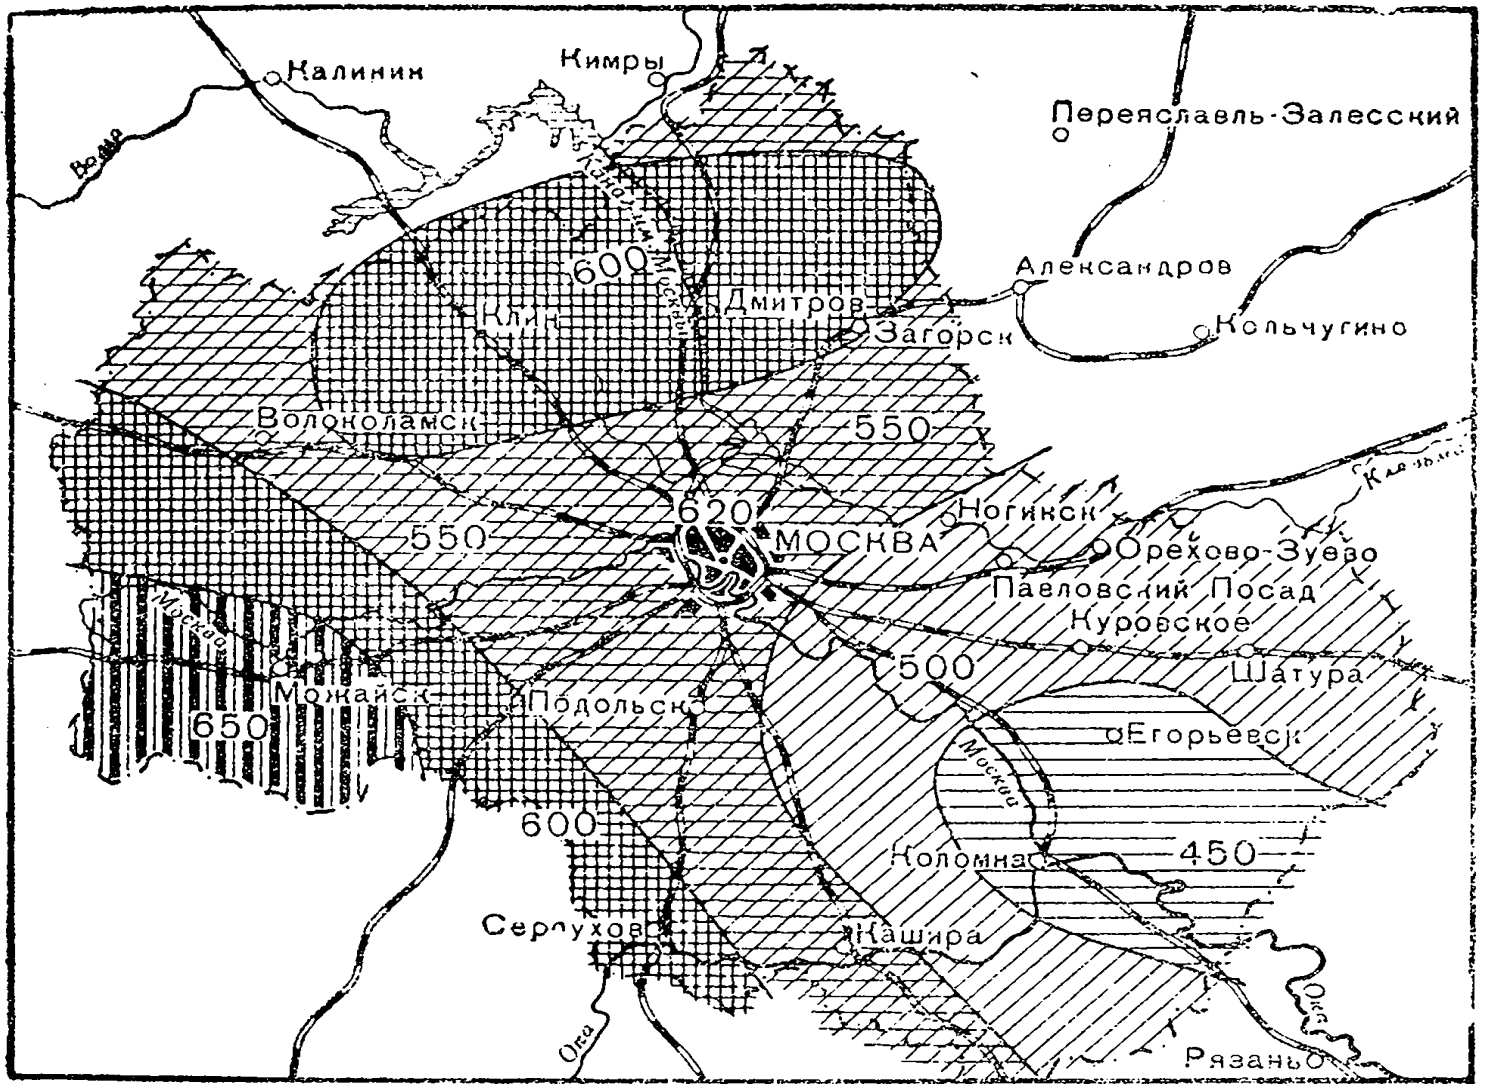 Калинин
Кимры
Переяславль-Залесский
Волга
Канал им. Москвы
600
Александров
Клин
Дмитров
Загорск
Кольчугино
Волоколамск
550
Клязьма
620
Ногинск
550
МОСКВА
Орехово-Зуево
Павловский Посад
Москва
Куровское
500
Шатура
Можайск
Подольск
650
Егорьевск
Москва
600
Коломна
450
Серпухов
Кашира
Ока
Ока
Рязань